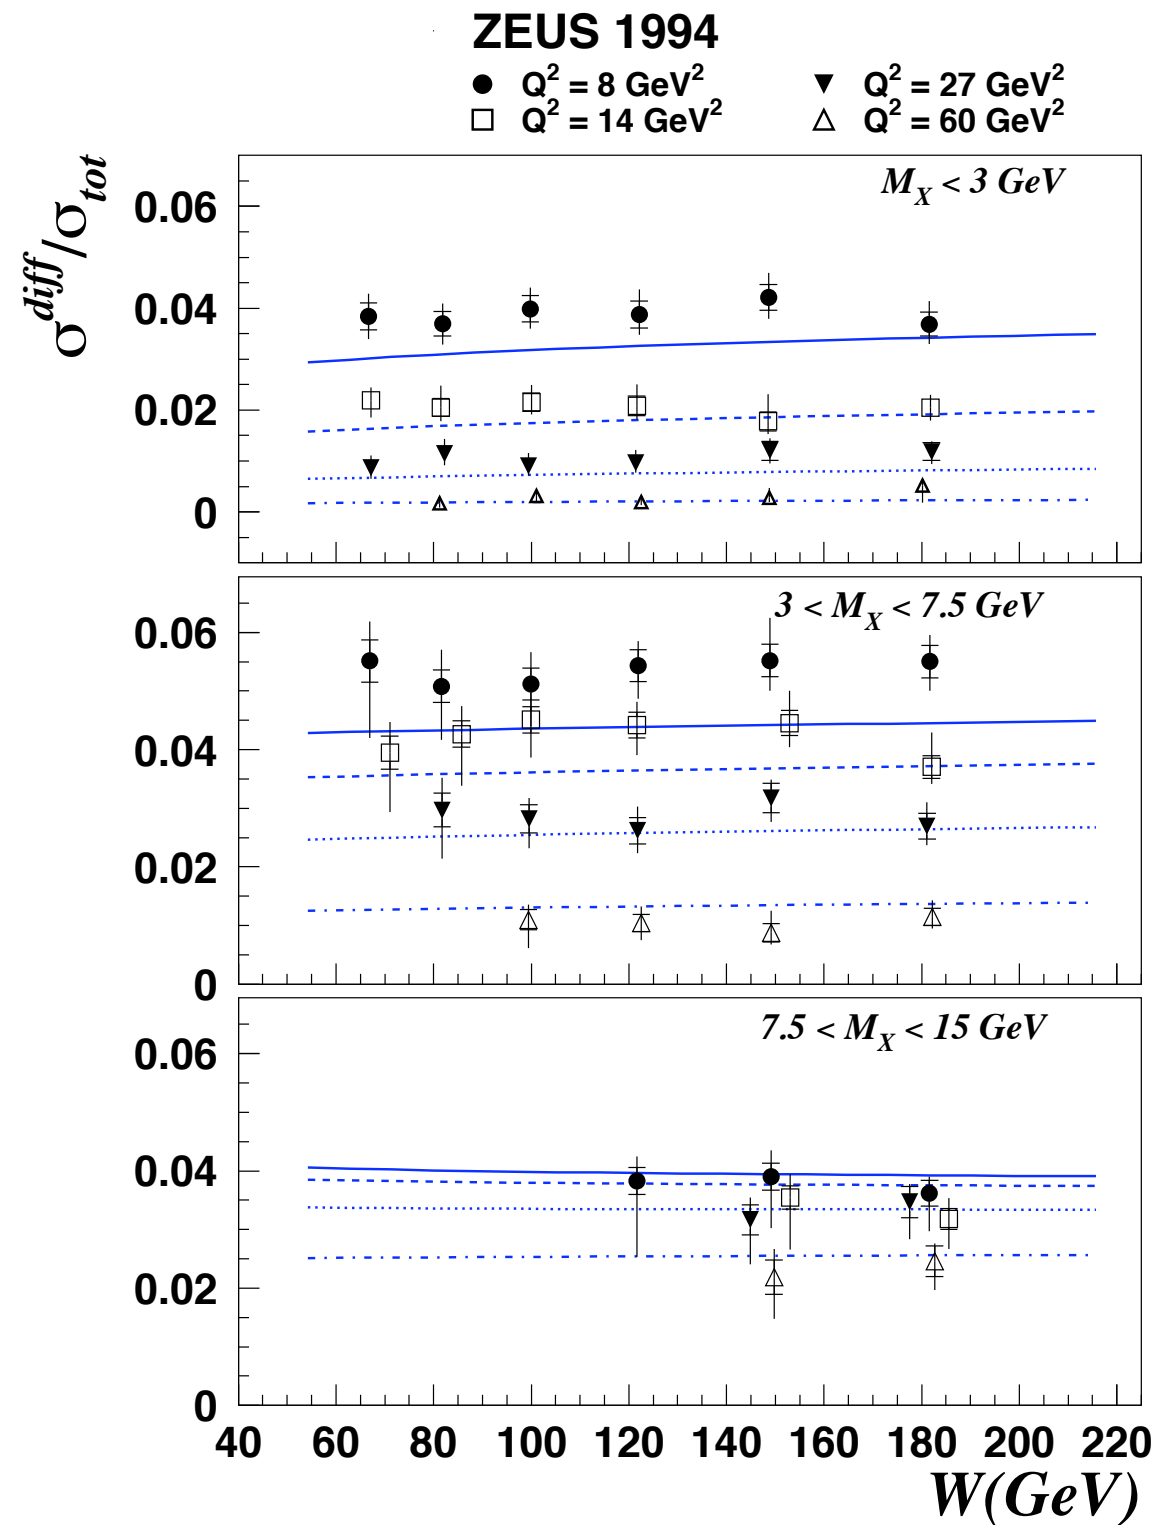 ZEUS 1994
● Q² = 8 GeV² ▼ Q² = 27 GeV²
□ Q² = 14 GeV² △ Q² = 60 GeV²
σ^diff/σ_tot
M_X < 3 GeV
0.06
0.04
0.02
0
3 < M_X < 7.5 GeV
0.06
0.04
0.02
0
7.5 < M_X < 15 GeV
0.06
0.04
0.02
0
40 60 80 100 120 140 160 180 200 220
W(GeV)